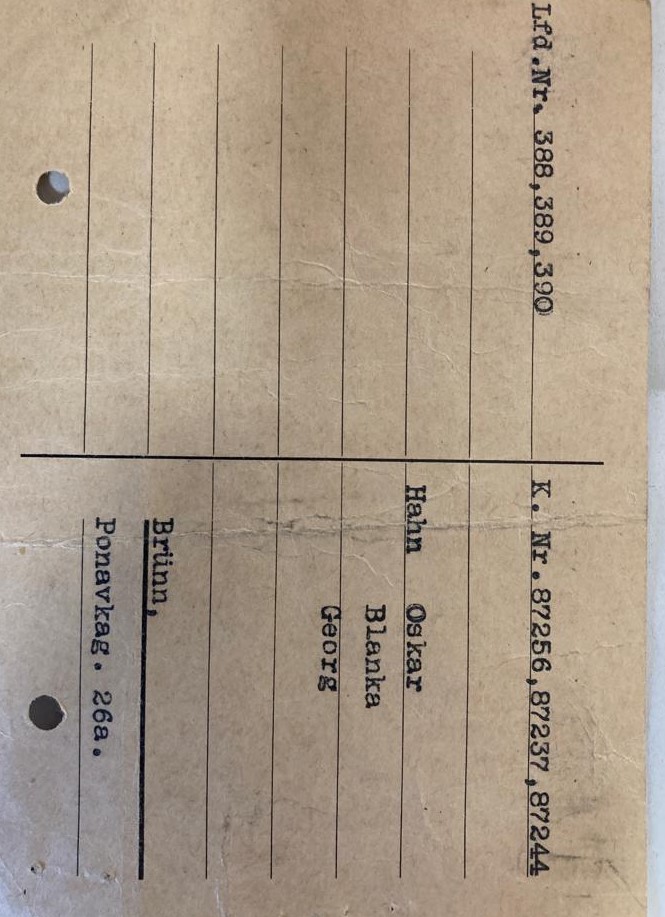 Lfd.Nr. 388,389,390
K. Nr.87256,87237,87244
Hahn Oskar
Blanka
Georg
Brünn,
Ponavkag. 26a.